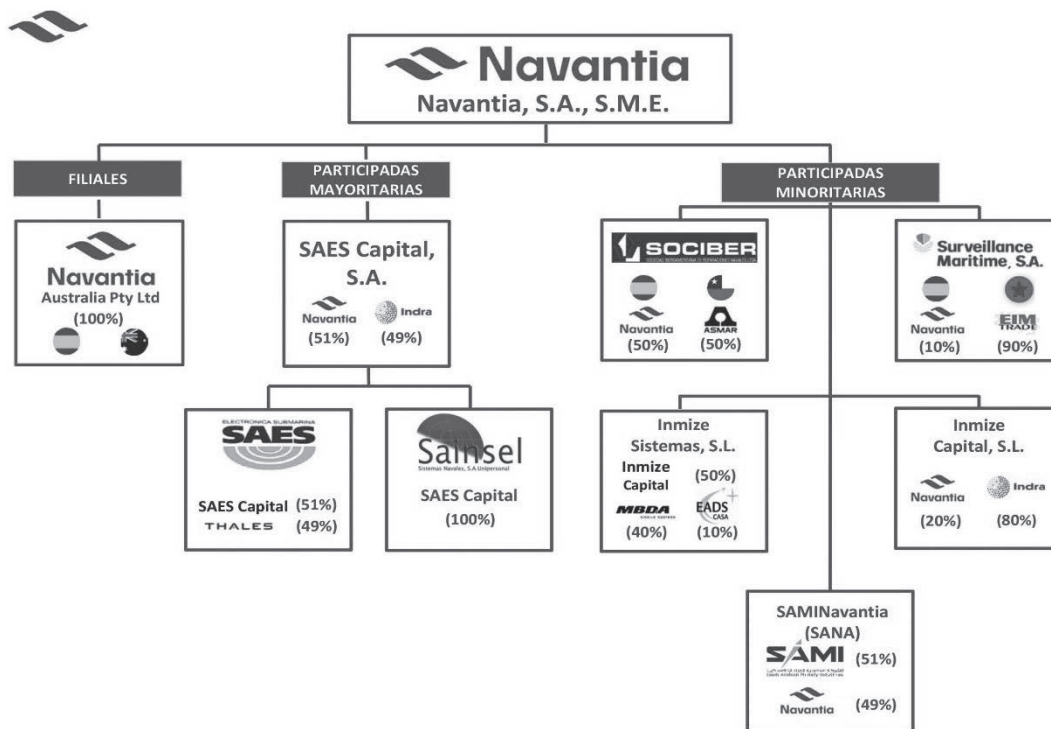 Navantia
Navantia, S.A., S.M.E.
FILIALES
PARTICIPADAS
MAYORITARIAS
PARTICIPADAS
MINORITARIAS
Navantia
Australia Pty Ltd
(100%)
SAES Capital,
S.A.
Navantia
Indra
(51%)
(49%)
SOCIBER
Navantia
ASMAR
(50%)
(50%)
Surveillance
Maritime, S.A.
Navantia
EIM
TRADE
(10%)
(90%)
ELECTRONICA SUBMARINA
SAES
SAES Capital (51%)
THALES (49%)
Sainsel
Sistemas Navales, S.A.Unipersonal
SAES Capital
(100%)
Inmize
Sistemas, S.L.
Inmize
Capital
(50%)
MBDA
EADS
CASA
(40%)
(10%)
Inmize
Capital, S.L.
Navantia
Indra
(20%)
(80%)
SAMINavantia
(SANA)
SAMI (51%)
Navantia (49%)